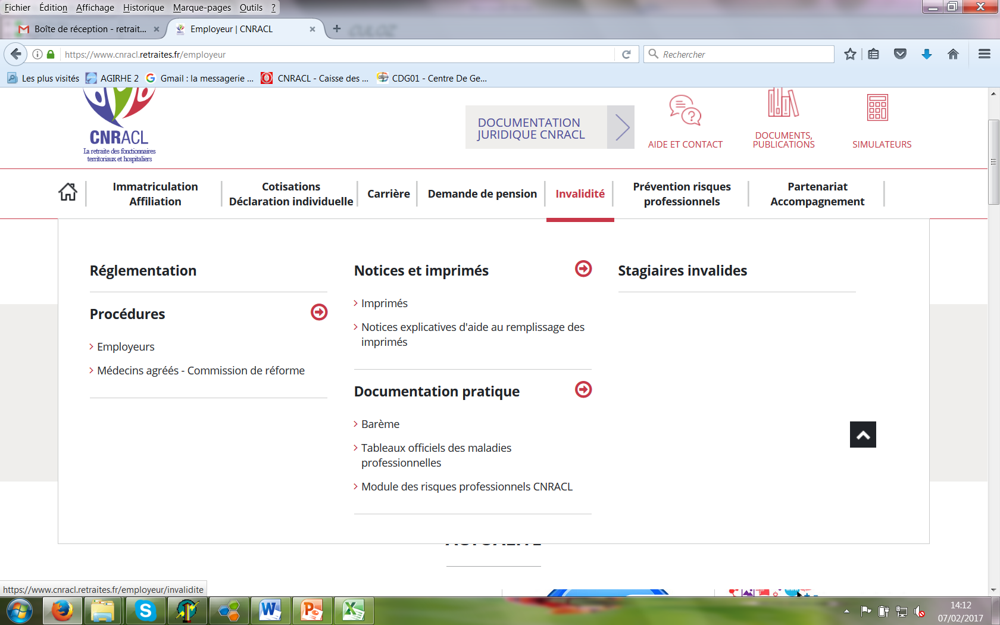 Fichier Édition Affichage Historique Marque-pages Outils ?
Boîte de réception - retrait... × Employeur | CNRACL × +
https://www.cnracl.retraites.fr/employeur Rechercher
Les plus visités AGIRHE 2 Gmail : la messagerie ... CNRACL - Caisse des ... CDG01 - Centre De Ge...
CNRACL
La retraite des fonctionnaires
territoriaux et hospitaliers
DOCUMENTATION
JURIDIQUE CNRACL
AIDE ET CONTACT
DOCUMENTS,
PUBLICATIONS
SIMULATEURS
Immatriculation
Affiliation
Cotisations
Déclaration individuelle
Carrière
Demande de pension
Invalidité
Prévention risques
professionnels
Partenariat
Accompagnement
Réglementation
Procédures
Employeurs
Médecins agréés - Commission de réforme
Notices et imprimés
Imprimés
Notices explicatives d'aide au remplissage des
imprimés
Documentation pratique
Barème
Tableaux officiels des maladies
professionnelles
Module des risques professionnels CNRACL
Stagiaires invalides
https://www.cnracl.retraites.fr/employeur/invalidite
14:12
07/02/2017